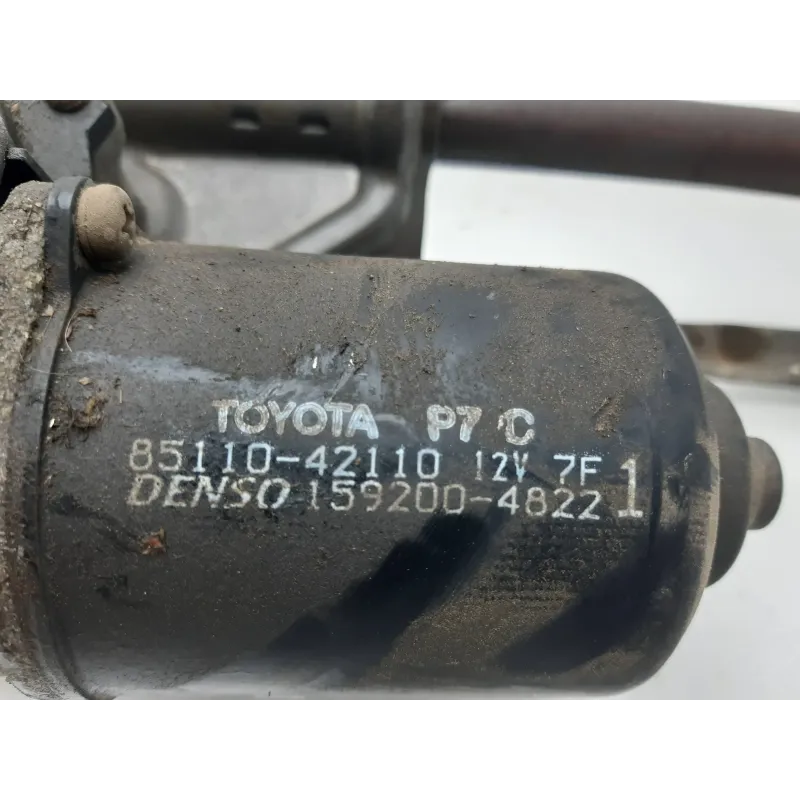 TOYOTA P7 C
85110-42110 12V 7F 1
DENSO 159200-4822